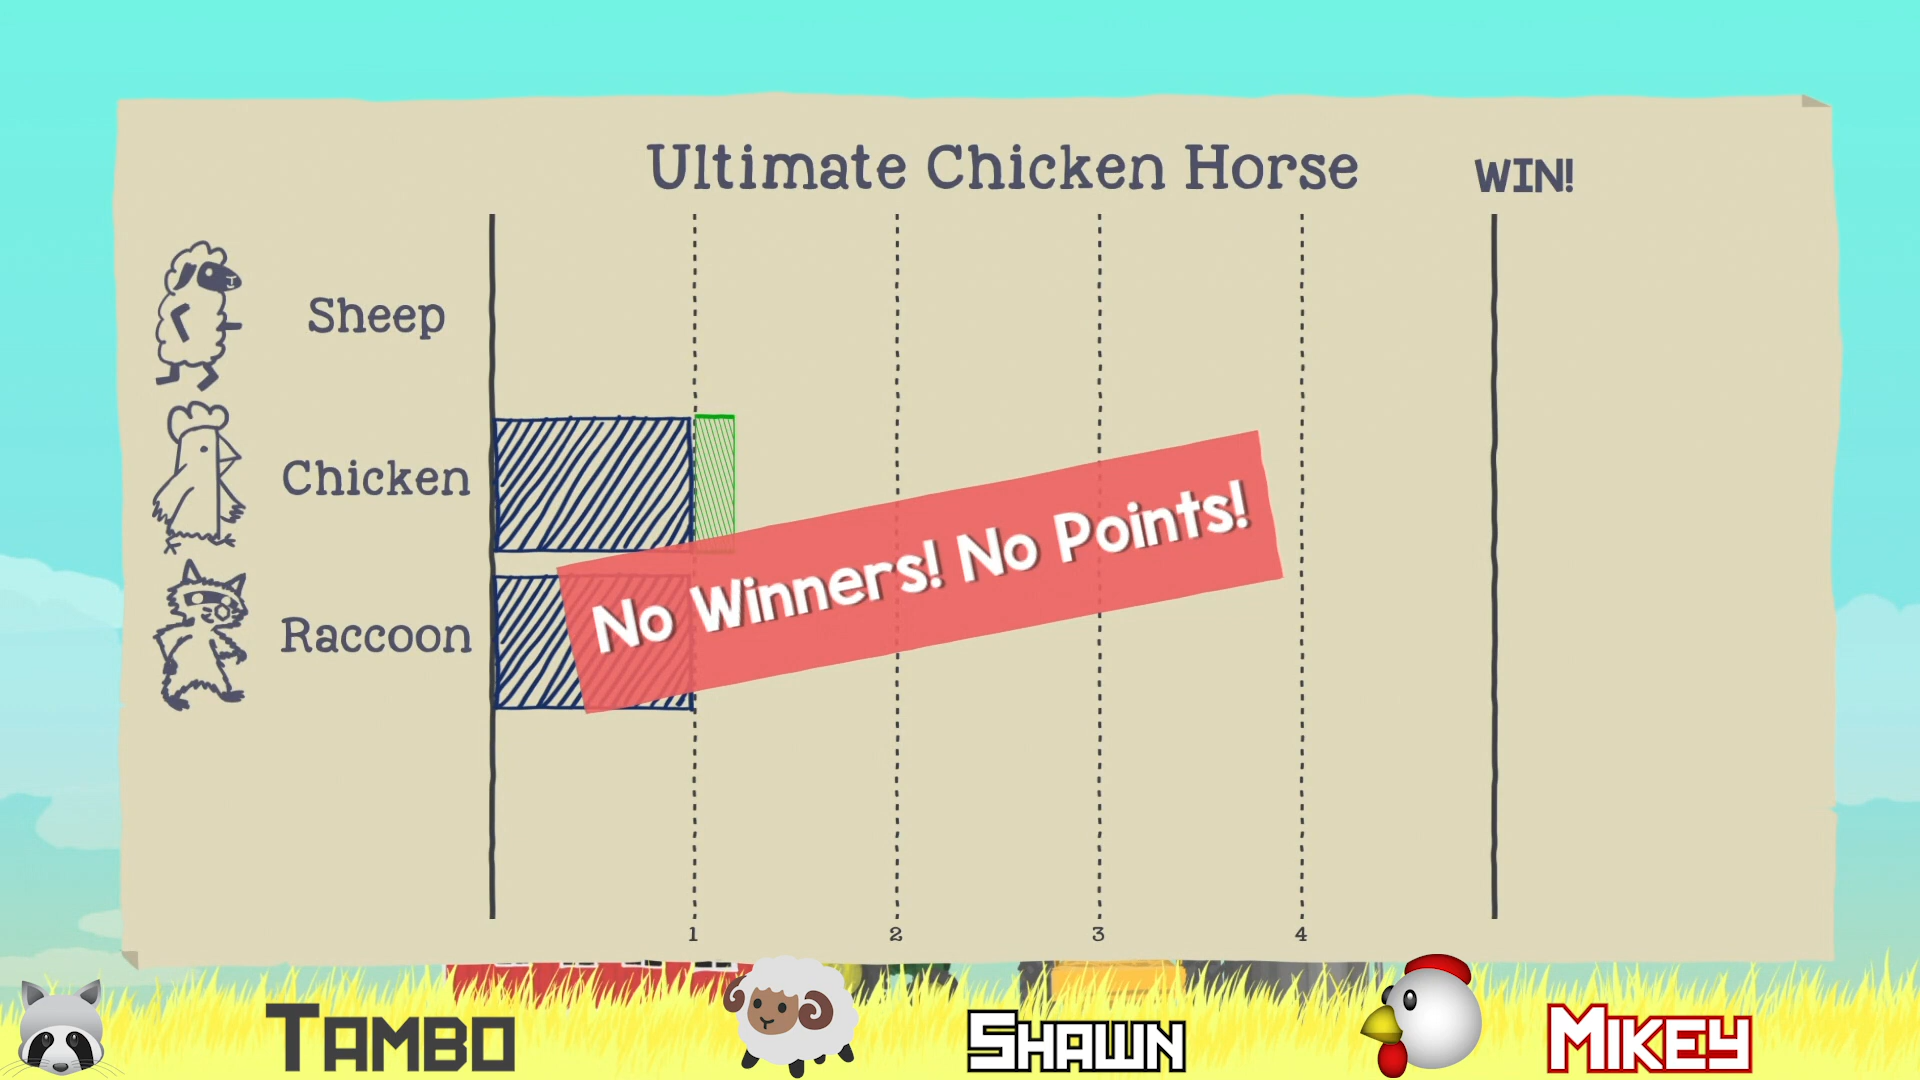 Ultimate Chicken Horse
WIN!
Sheep
Chicken
Raccoon
No Winners! No Points!
1 2 3 4
TAMBO SHAWN MIKEY